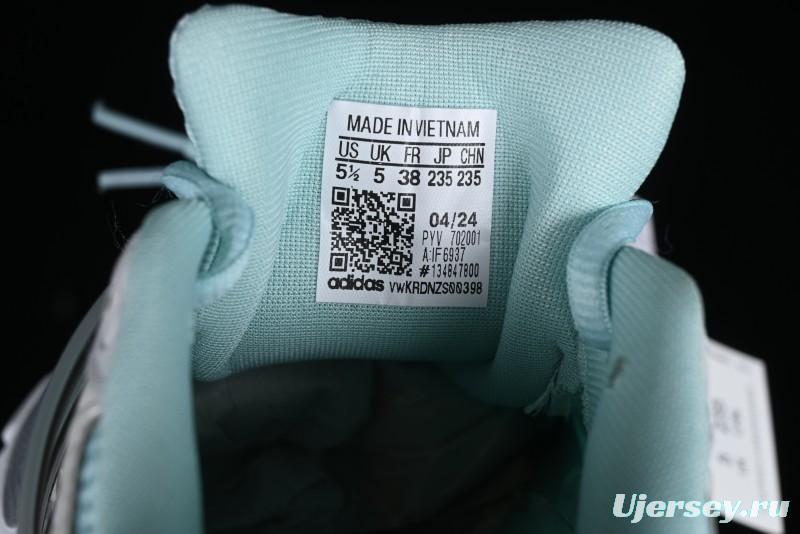 MADE IN VIETNAM
US UK FR JP CHN
5½ 5 38 235 235
04/24
PYV 702001
A:IF6937
#134847800
adidas vwKRDNZS00398
Ujersey.ru